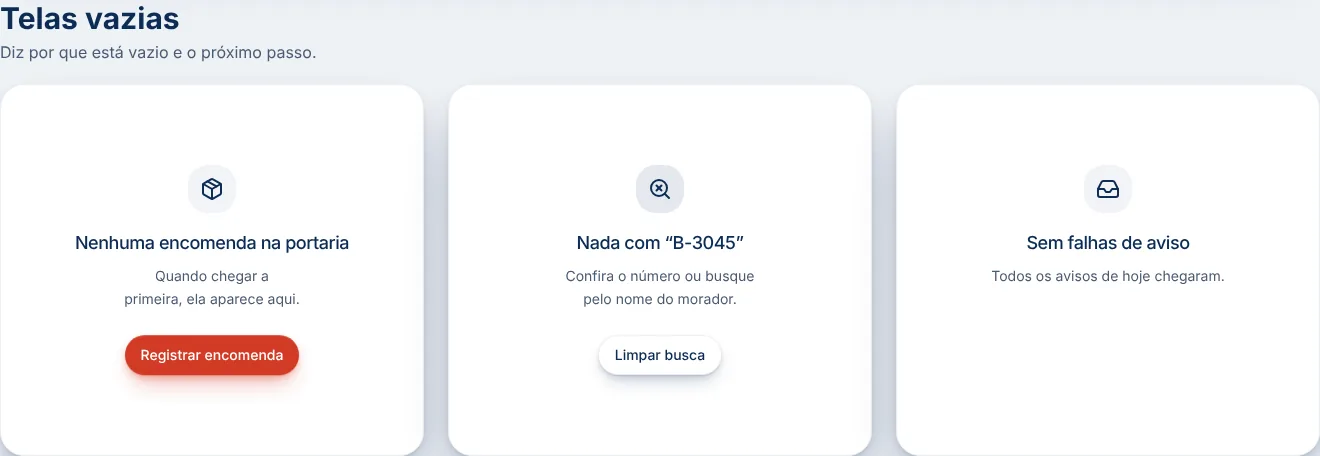 Telas vazias
Diz por que está vazio e o próximo passo.
Nenhuma encomenda na portaria
Quando chegar a
primeira, ela aparece aqui.
Registrar encomenda
Nada com “B-3045”
Confira o número ou busque
pelo nome do morador.
Limpar busca
Sem falhas de aviso
Todos os avisos de hoje chegaram.